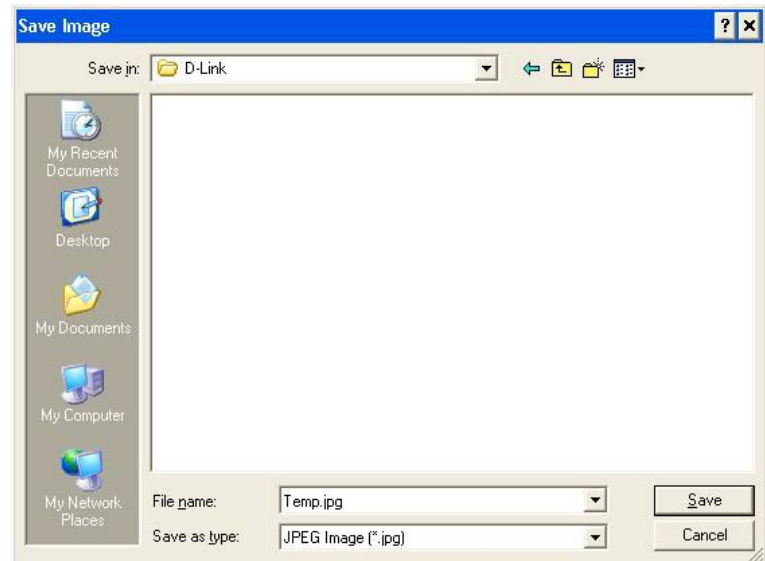 Save Image
Save in:
D-Link
My Recent
Documents
Desktop
My Documents
My Computer
My Network
Places
File name:
Temp.jpg
Save
Save as type:
JPEG Image (*.jpg)
Cancel